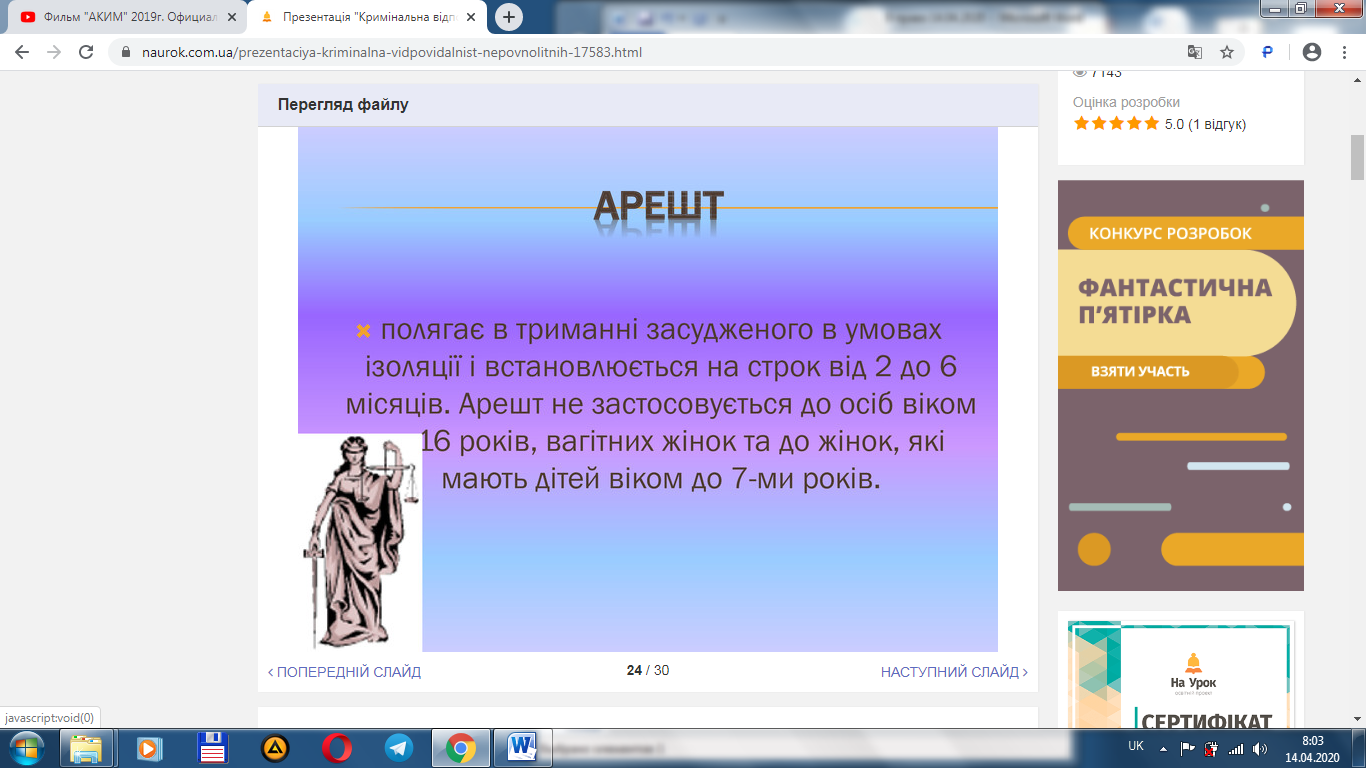 Фильм "АКИМ" 2019г. Официал
Презентація "Кримінальна відп
naurok.com.ua/prezentaciya-kriminalna-vidpovidalnist-nepovnolitnih-17583.html
7143
Перегляд файлу
Оцінка розробки
5.0 (1 відгук)
АРЕШТ
полягає в триманні засудженого в умовах
ізоляції і встановлюється на строк від 2 до 6
місяців. Арешт не застосовується до осіб віком
16 років, вагітних жінок та до жінок, які
мають дітей віком до 7-ми років.
КОНКУРС РОЗРОБОК
ФАНТАСТИЧНА
П'ЯТІРКА
ВЗЯТИ УЧАСТЬ
‹ ПОПЕРЕДНІЙ СЛАЙД
24 / 30
НАСТУПНИЙ СЛАЙД ›
На Урок
СЕРТИФІКАТ
javascript:void(0)
UK
8:03
14.04.2020